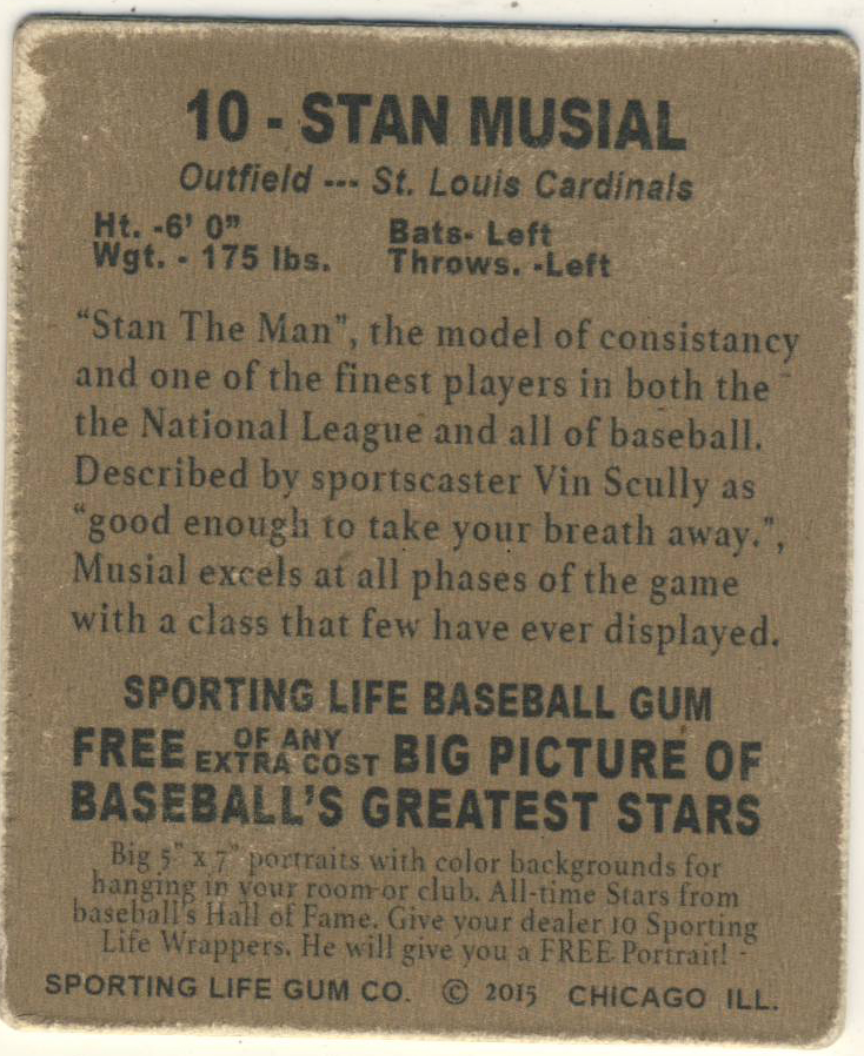 10 - STAN MUSIAL
Outfield --- St. Louis Cardinals
Ht. -6' 0" Bats- Left
Wgt. - 175 lbs. Throws. -Left
“Stan The Man”, the model of consistancy
and one of the finest players in both the
the National League and all of baseball.
Described by sportscaster Vin Scully as
“good enough to take your breath away.”,
Musial excels at all phases of the game
with a class that few have ever displayed.
SPORTING LIFE BASEBALL GUM
FREE OF ANY EXTRA COST BIG PICTURE OF
BASEBALL'S GREATEST STARS
Big 5" x 7" portraits with color backgrounds for
hanging in your room or club. All-time Stars from
baseball's Hall of Fame. Give your dealer 10 Sporting
Life Wrappers. He will give you a FREE Portrait!
SPORTING LIFE GUM CO. © 2015 CHICAGO ILL.